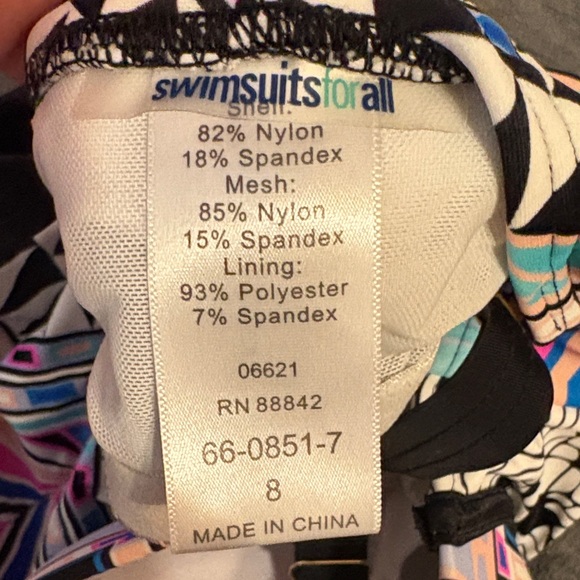 swimsuitsforall
Shell:
82% Nylon
18% Spandex
Mesh:
85% Nylon
15% Spandex
Lining:
93% Polyester
7% Spandex
06621
RN 88842
66-0851-7
8
MADE IN CHINA